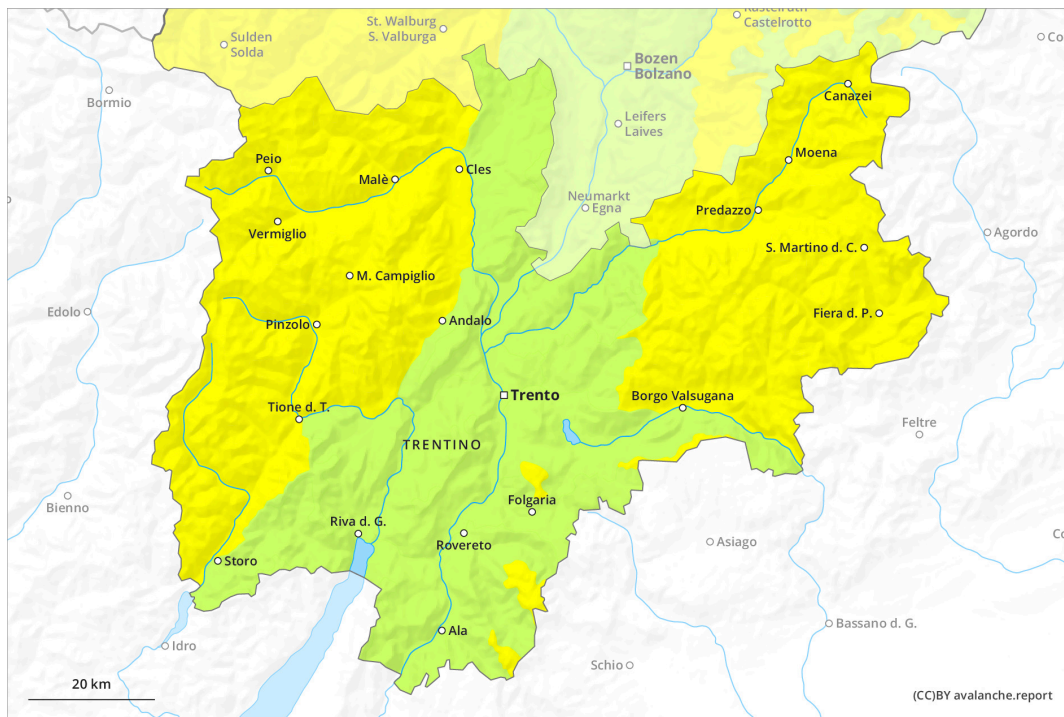 Kastelruth
Castelrotto
St. Walburg
S. Valburga
Sulden
Solda
Co
Bozen
Bolzano
Bormio
Canazei
Leifers
Laives
Moena
Peio
Malè
Cles
Neumarkt
Egna
Predazzo
Vermiglio
Agordo
S. Martino d. C.
M. Campiglio
Edolo
Fiera d. P.
Pinzolo
Andalo
Trento
Borgo Valsugana
Tione d. T.
Feltre
TRENTINO
Bienno
Folgaria
Riva d. G.
Rovereto
Asiago
Co
Storo
Bassano d. G.
Ala
Idro
Schio
20 km
(CC)BY avalanche.report